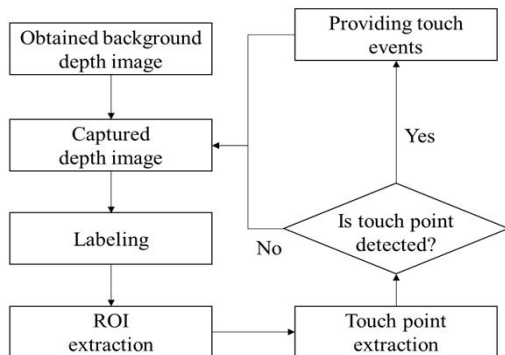 Obtained background
depth image
Captured
depth image
Labeling
ROI
extraction
Touch point
extraction
Is touch point
detected?
No
Yes
Providing touch
events